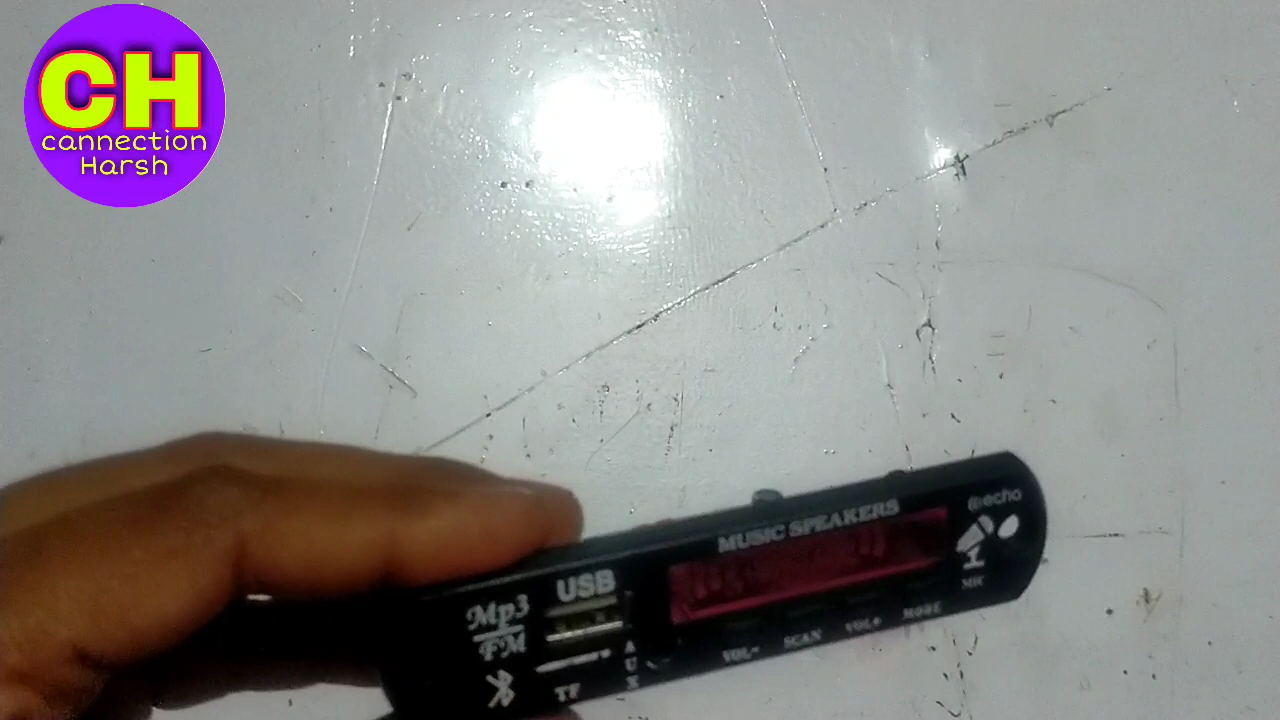 CH
cannection
Harsh
echo
MUSIC SPEAKERS
USB
Mp3
FM
MIC
AUX
TF
VOL-
SCAN
VOL+
MODE